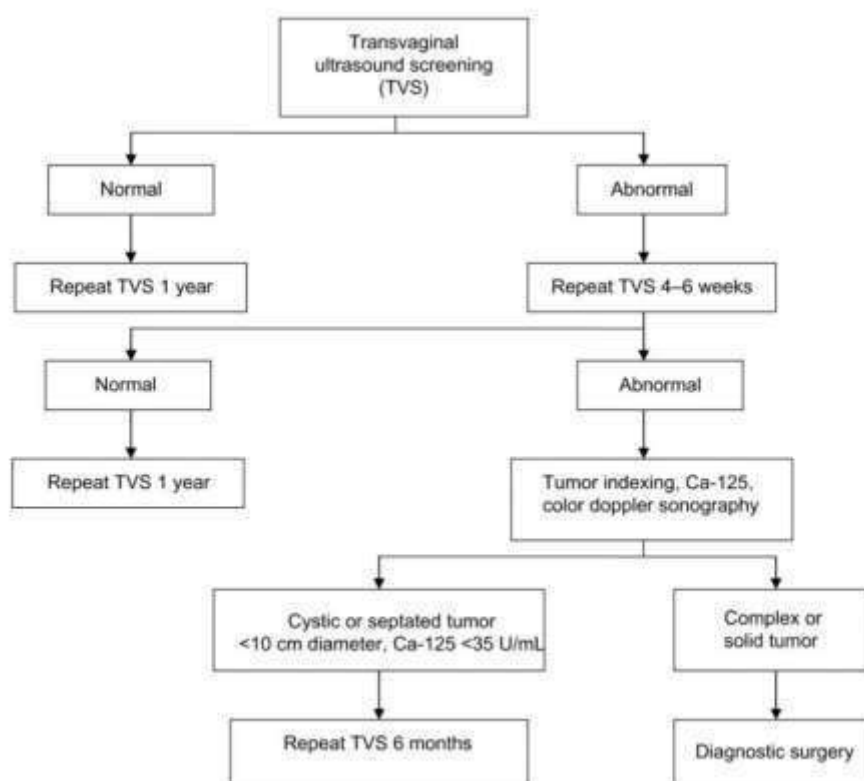 Transvaginal
ultrasound screening
(TVS)
Normal
Abnormal
Repeat TVS 1 year
Repeat TVS 4–6 weeks
Normal
Abnormal
Repeat TVS 1 year
Tumor indexing, Ca-125,
color doppler sonography
Cystic or septated tumor
<10 cm diameter, Ca-125 <35 U/mL
Complex or
solid tumor
Repeat TVS 6 months
Diagnostic surgery